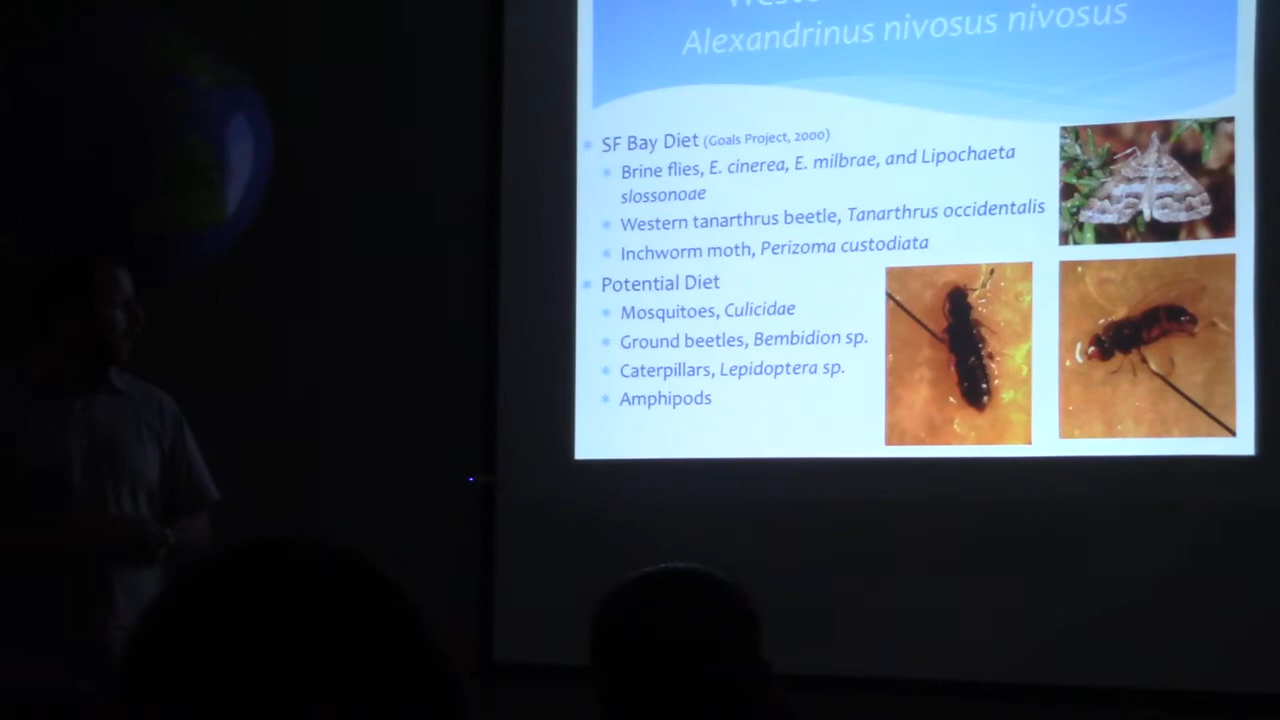 Alexandrinus nivosus nivosus
SF Bay Diet (Goals Project, 2000)
Brine flies, E. cinerea, E. milbrae, and Lipochaeta
slossonoae
Western tanarthrus beetle, Tanarthrus occidentalis
Inchworm moth, Perizoma custodiata
Potential Diet
Mosquitoes, Culicidae
Ground beetles, Bembidion sp.
Caterpillars, Lepidoptera sp.
Amphipods